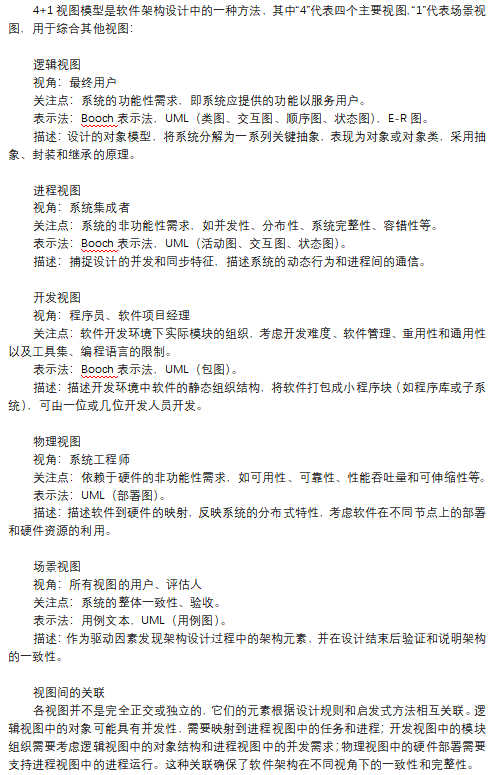 4+1 视图模型是软件架构设计中的一种方法，其中“4”代表四个主要视图，“1”代表场景视
图，用于综合其他视图：
逻辑视图
视角：最终用户
关注点：系统的功能性需求，即系统应提供的功能以服务用户。
表示法：Booch 表示法，UML（类图、交互图、顺序图、状态图），E-R 图。
描述：设计的对象模型，将系统分解为一系列关键抽象，表现为对象或对象类，采用抽
象、封装和继承的原理。
进程视图
视角：系统集成者
关注点：系统的非功能性需求，如并发性、分布性、系统完整性、容错性等。
表示法：Booch 表示法，UML（活动图、交互图、状态图）。
描述：捕捉设计的并发和同步特征，描述系统的动态行为和进程间的通信。
开发视图
视角：程序员、软件项目经理
关注点：软件开发环境下实际模块的组织，考虑开发难度、软件管理、重用性和通用性
以及工具集、编程语言的限制。
表示法：Booch 表示法，UML（包图）。
描述：描述开发环境中软件的静态组织结构，将软件打包成小程序块（如程序库或子系
统），可由一位或几位开发人员开发。
物理视图
视角：系统工程师
关注点：依赖于硬件的非功能性需求，如可用性、可靠性、性能吞吐量和可伸缩性等。
表示法：UML（部署图）。
描述：描述软件到硬件的映射，反映系统的分布式特性，考虑软件在不同节点上的部署
和硬件资源的利用。
场景视图
视角：所有视图的用户、评估人
关注点：系统的整体一致性、验收。
表示法：用例文本，UML（用例图）。
描述：作为驱动因素发现架构设计过程中的架构元素，并在设计结束后验证和说明架构
的一致性。
视图间的关联
各视图并不是完全正交或独立的，它们的元素根据设计规则和启发式方法相互关联。逻
辑视图中的对象可能具有并发性，需要映射到进程视图中的任务和进程；开发视图中的模块
组织需要考虑逻辑视图中的对象结构和进程视图中的并发需求；物理视图中的硬件部署需要
支持进程视图中的进程运行。这种关联确保了软件架构在不同视角下的一致性和完整性。